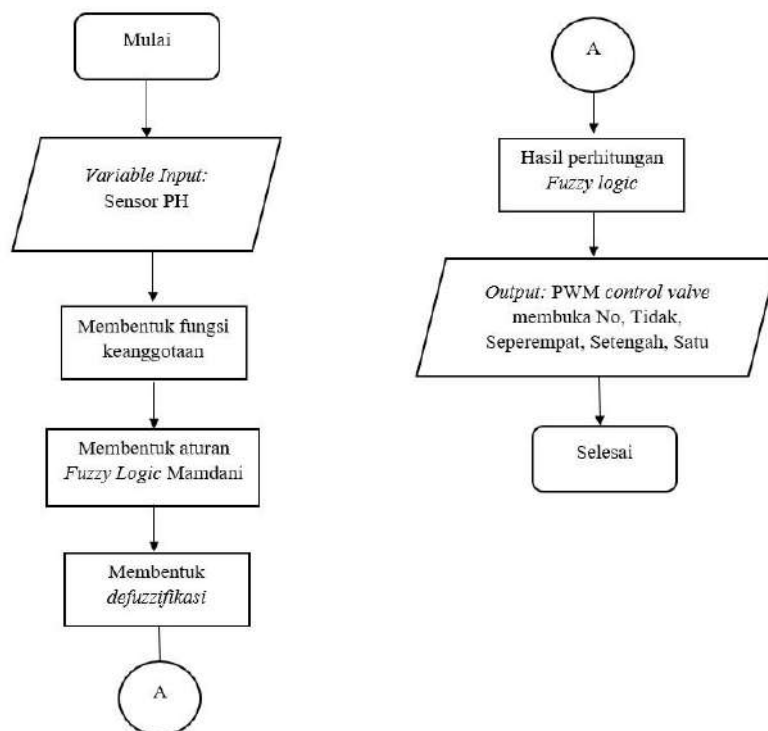 Mulai
Variable Input:
Sensor PH
Membentuk fungsi
keanggotaan
Membentuk aturan
Fuzzy Logic Mamdani
Membentuk
defuzzifikasi
A
A
Hasil perhitungan
Fuzzy logic
Output: PWM control valve
membuka No, Tidak,
Seperempat, Setengah, Satu
Selesai